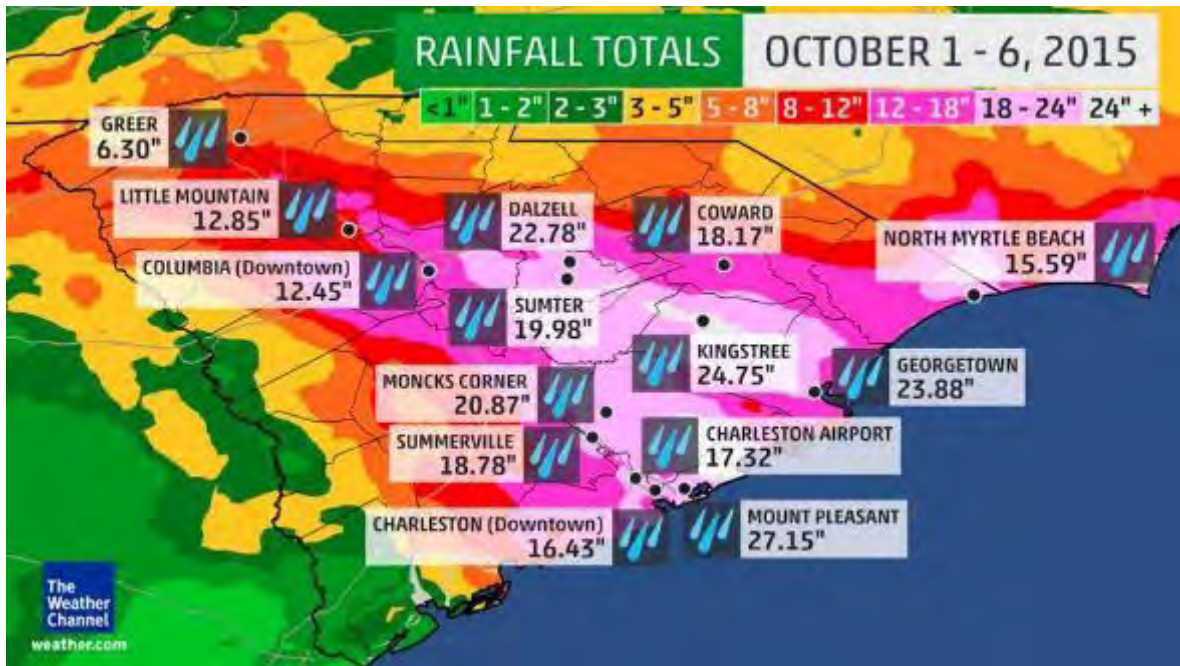 RAINFALL TOTALS OCTOBER 1 - 6, 2015
<1" 1 - 2" 2 - 3" 3 - 5" 5 - 8" 8 - 12" 12 - 18" 18 - 24" 24" +
GREER
6.30"
LITTLE MOUNTAIN
12.85"
DALZELL
22.78"
COWARD
18.17"
NORTH MYRTLE BEACH
15.59"
COLUMBIA (Downtown)
12.45"
SUMTER
19.98"
KINGSTREE
24.75"
GEORGETOWN
23.88"
MONCKS CORNER
20.87"
SUMMERVILLE
18.78"
CHARLESTON AIRPORT
17.32"
CHARLESTON (Downtown)
16.43"
MOUNT PLEASANT
27.15"
The
Weather
Channel
weather.com